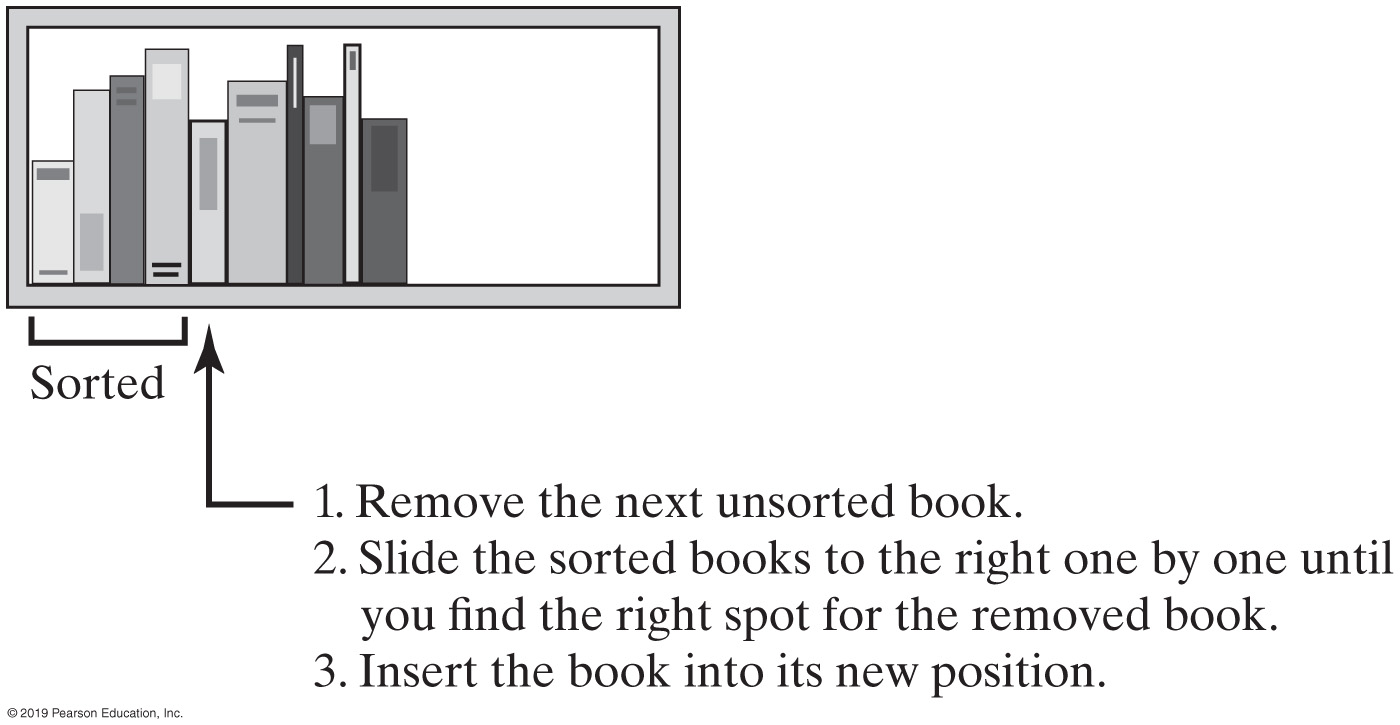 Sorted
1. Remove the next unsorted book.
2. Slide the sorted books to the right one by one until
you find the right spot for the removed book.
3. Insert the book into its new position.
© 2019 Pearson Education, Inc.